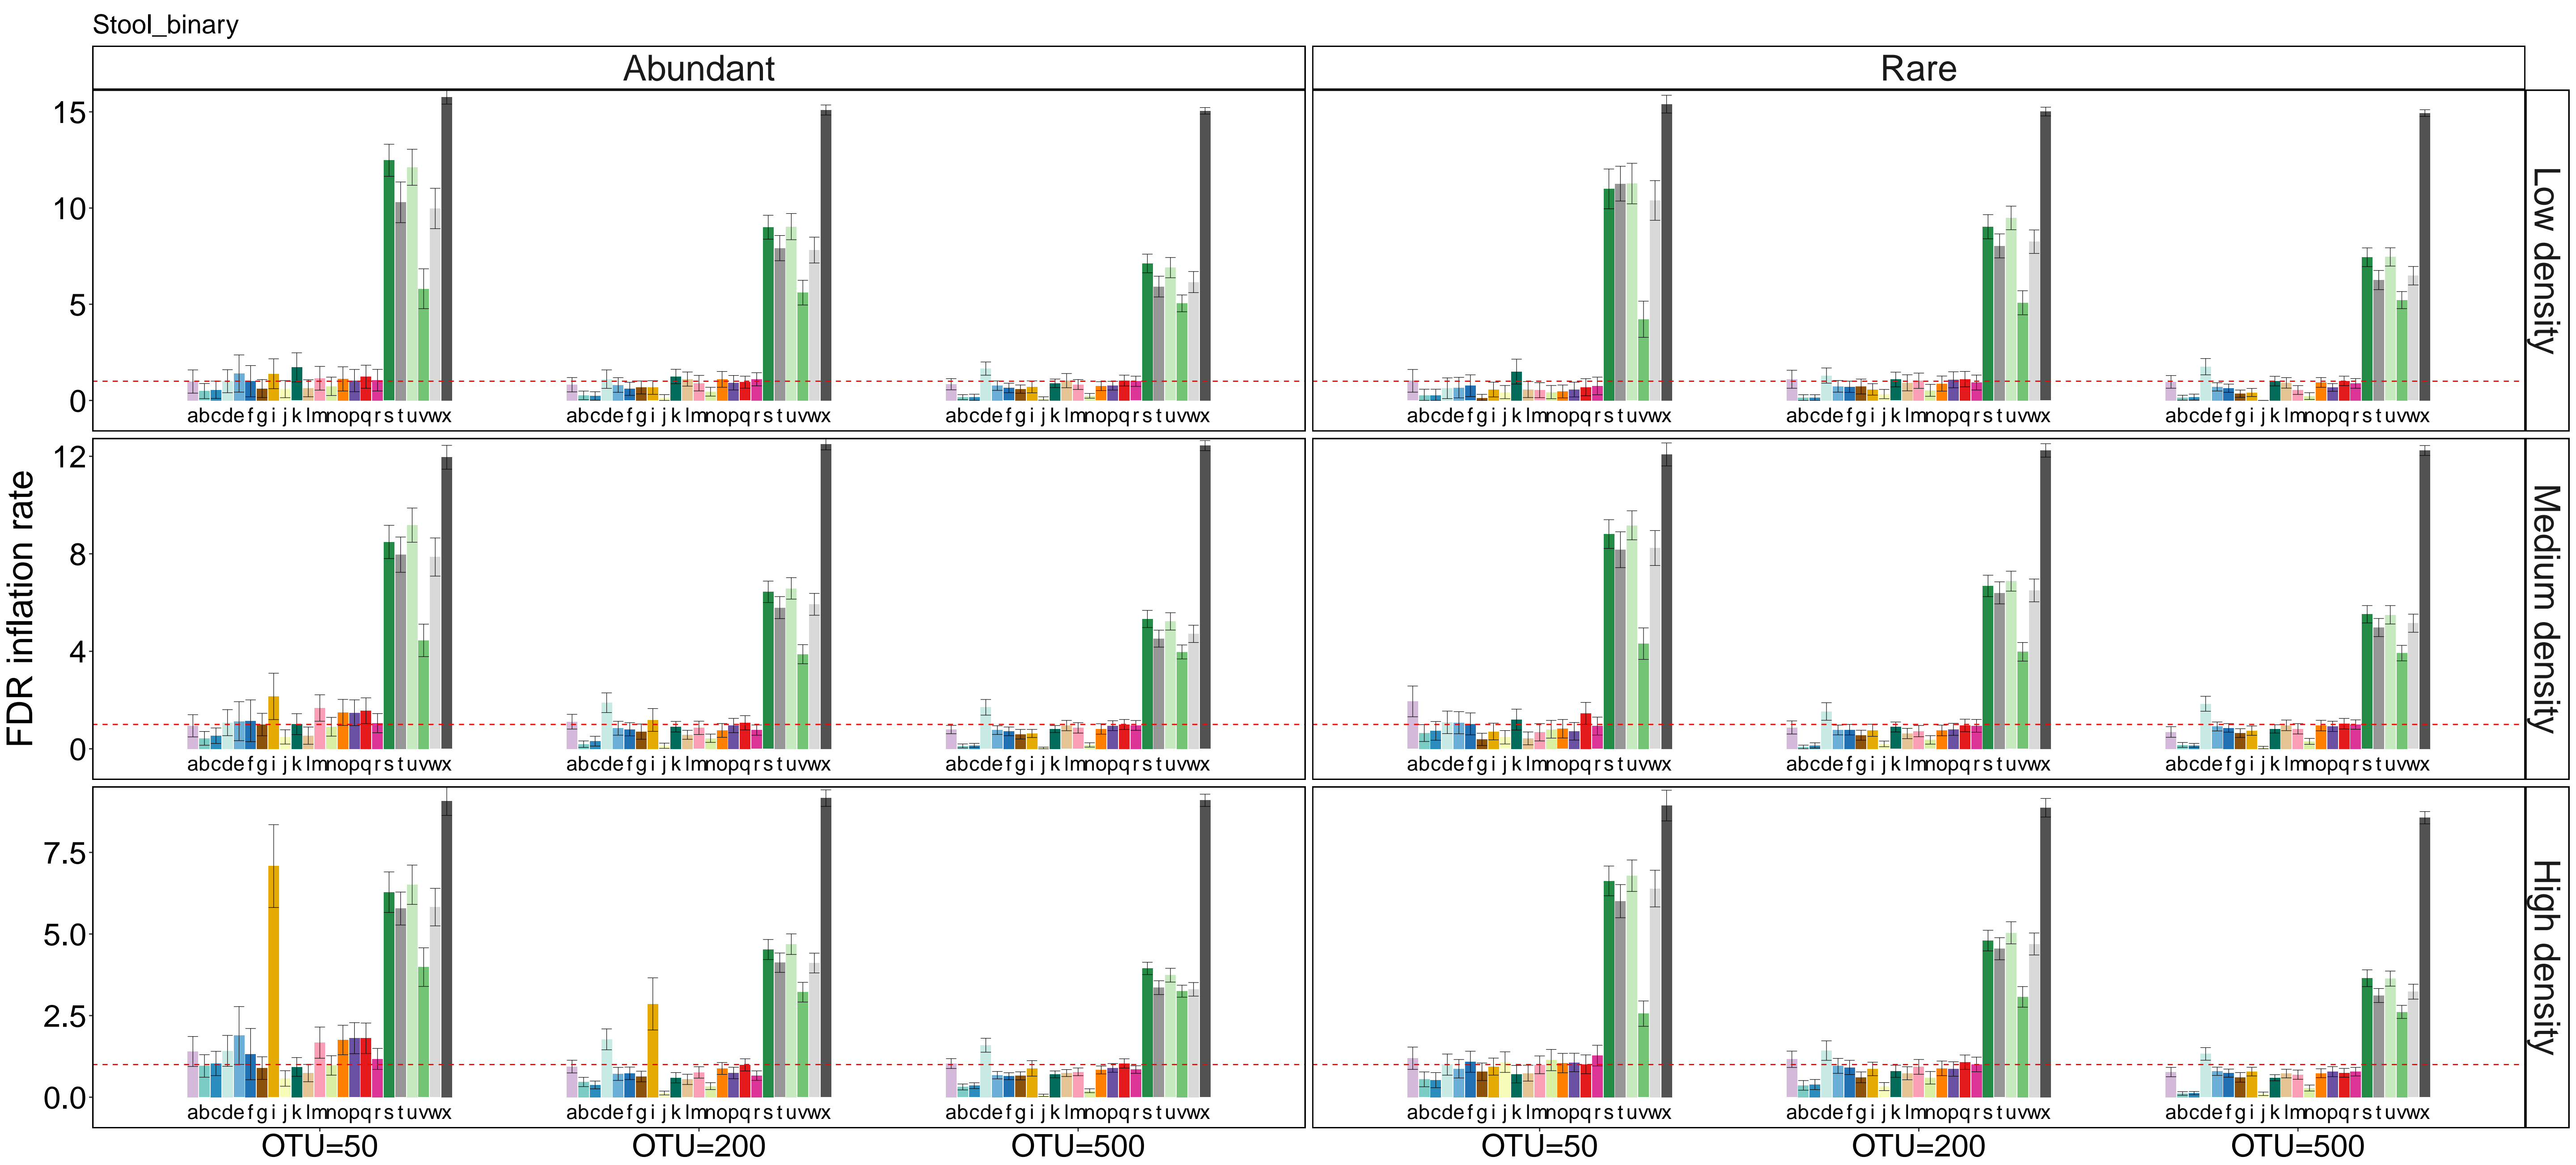 Stool_binary
Abundant
Rare
FDR inflation rate
15
10
5
0
abcdefgijklmnopqrstuvwx abcdefgijklmnopqrstuvwx abcdefgijklmnopqrstuvwx
abcdefgijklmnopqrstuvwx abcdefgijklmnopqrstuvwx abcdefgijklmnopqrstuvwx
Low density
12
8
4
0
abcdefgijklmnopqrstuvwx abcdefgijklmnopqrstuvwx abcdefgijklmnopqrstuvwx
abcdefgijklmnopqrstuvwx abcdefgijklmnopqrstuvwx abcdefgijklmnopqrstuvwx
Medium density
7.5
5.0
2.5
0.0
abcdefgijklmnopqrstuvwx abcdefgijklmnopqrstuvwx abcdefgijklmnopqrstuvwx
abcdefgijklmnopqrstuvwx abcdefgijklmnopqrstuvwx abcdefgijklmnopqrstuvwx
High density
OTU=50 OTU=200 OTU=500
OTU=50 OTU=200 OTU=500